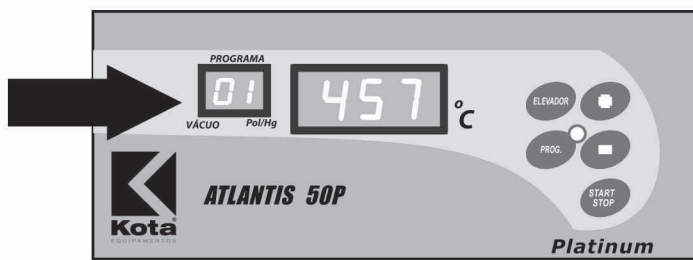 PROGRAMA
01
VÁCUO Pol/Hg
457
°C
ELEVADOR
PROG.
START
STOP
Kota
EQUIPAMENTOS
ATLANTIS 50P
Platinum